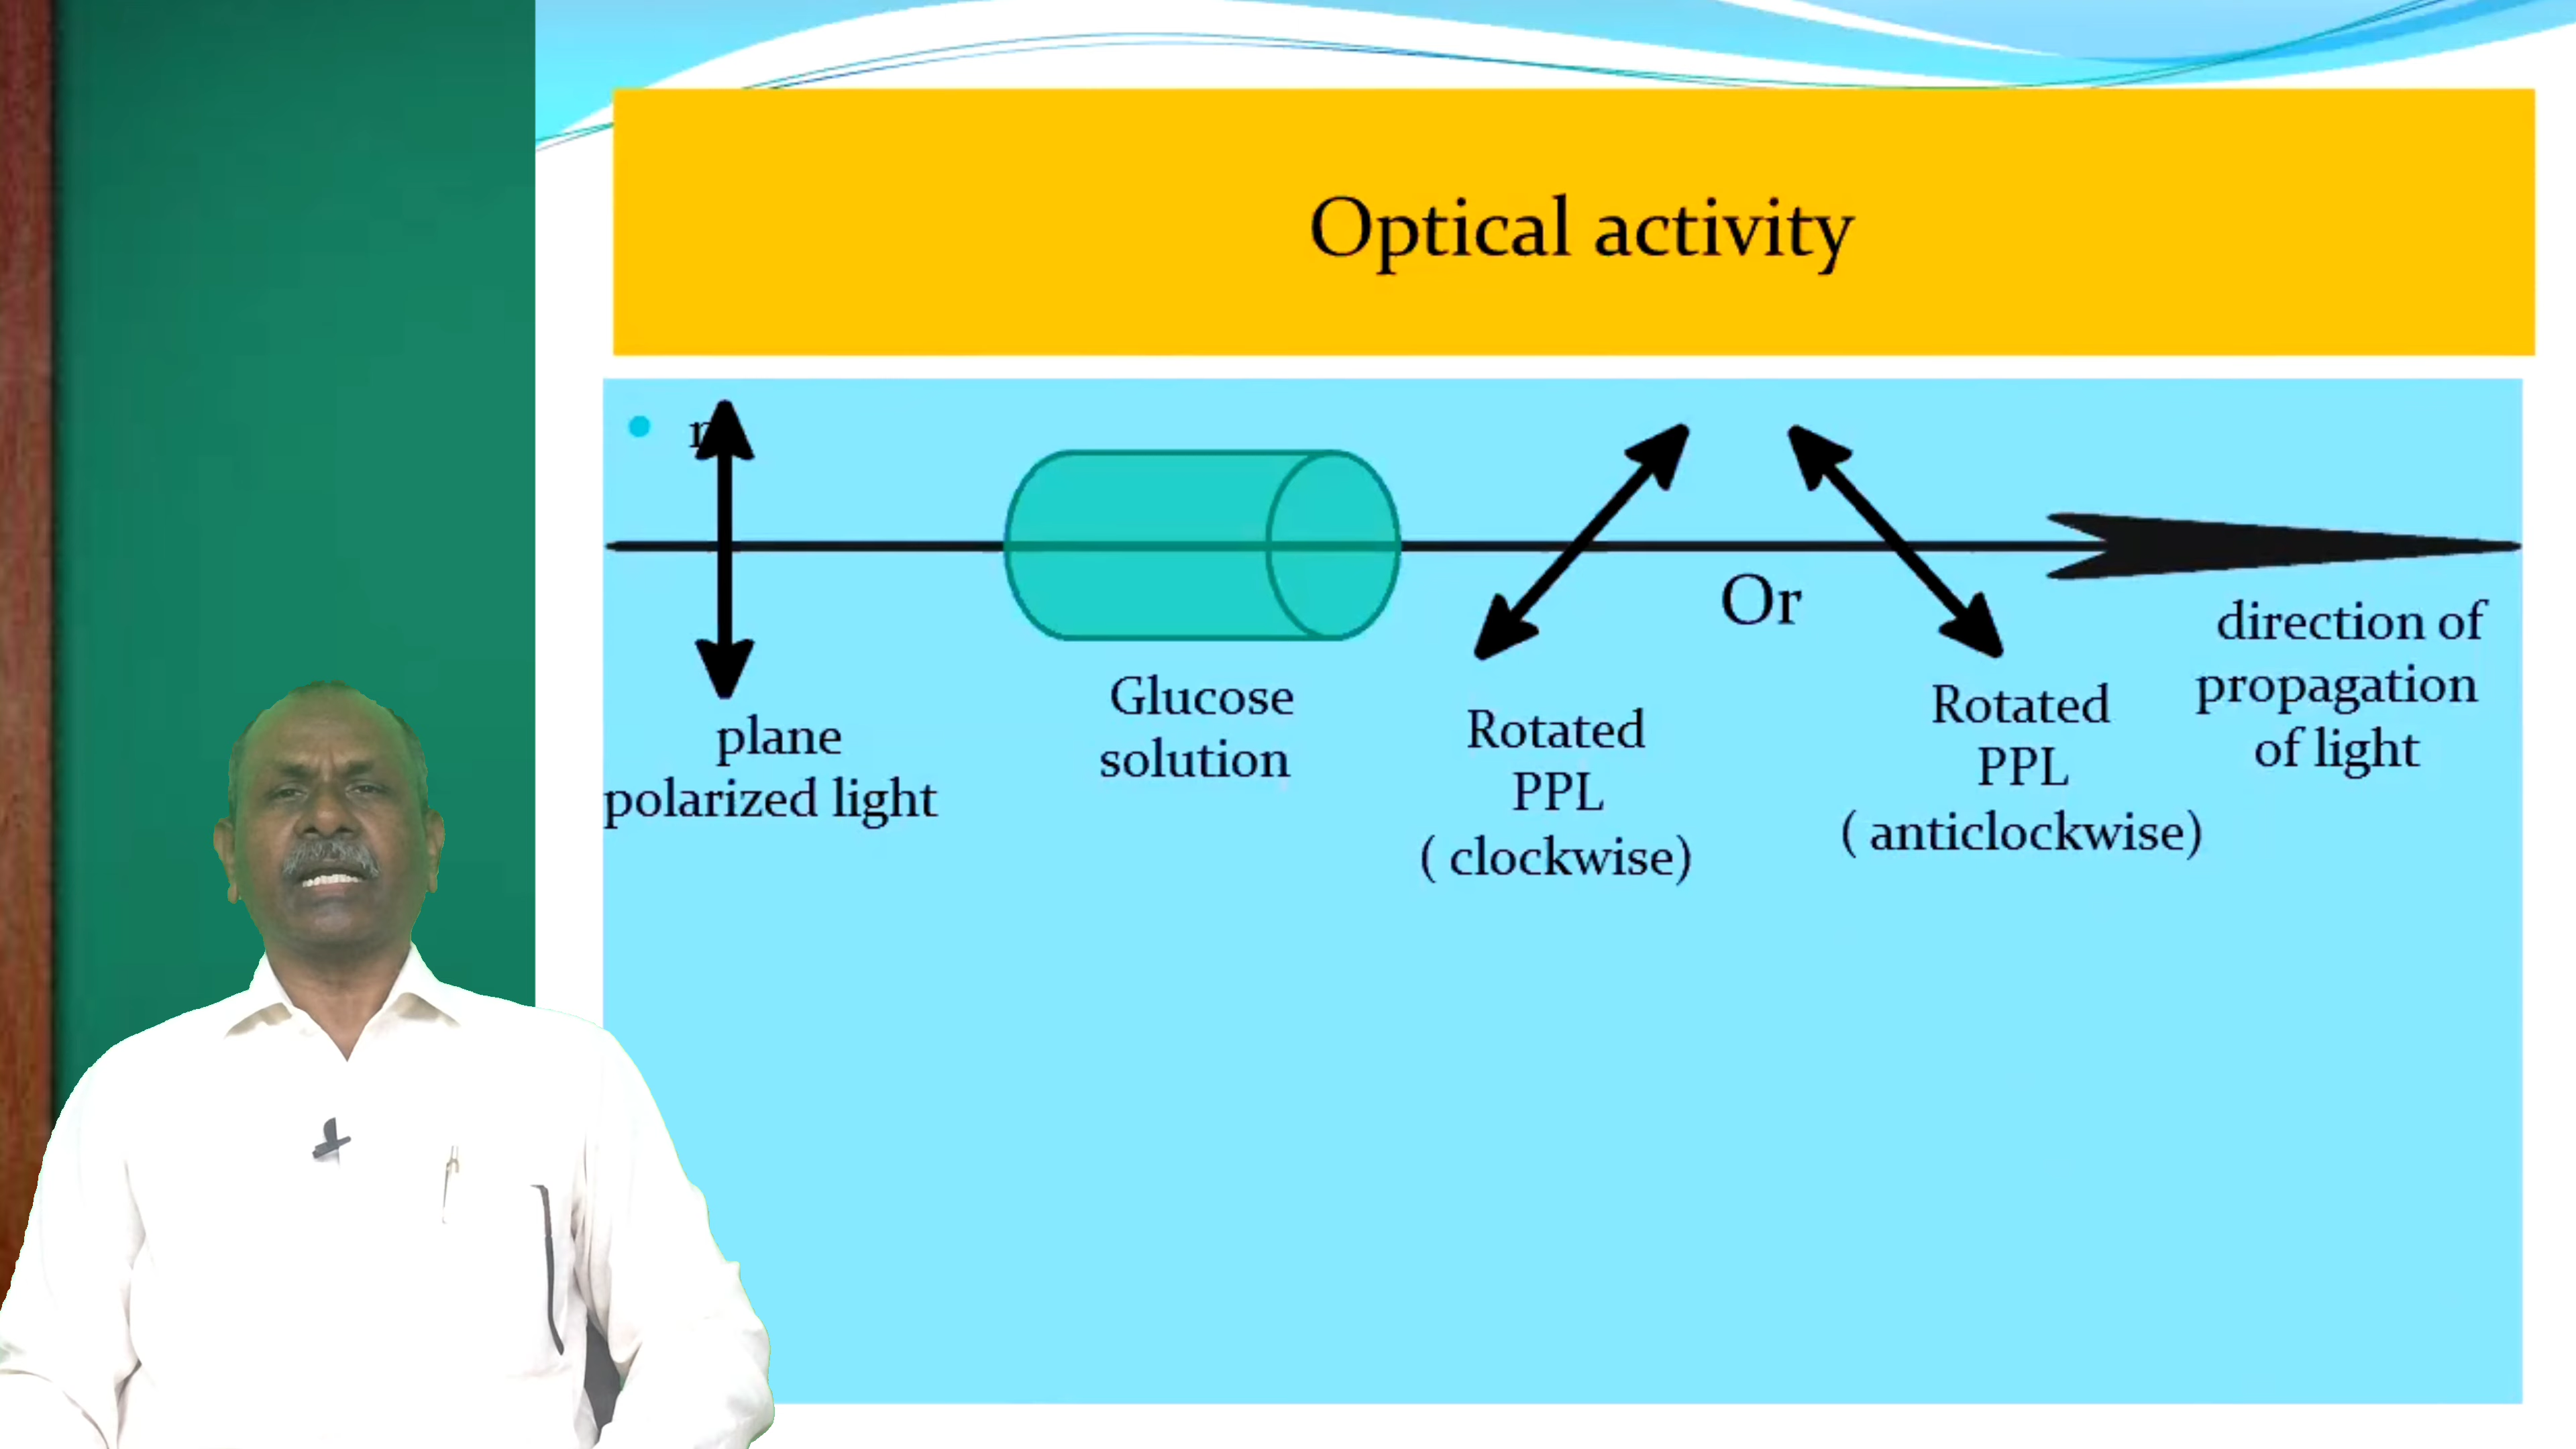 Optical activity
plane
polarized light
Glucose
solution
Rotated
PPL
( clockwise)
Or
Rotated
PPL
( anticlockwise)
direction of
propagation
of light